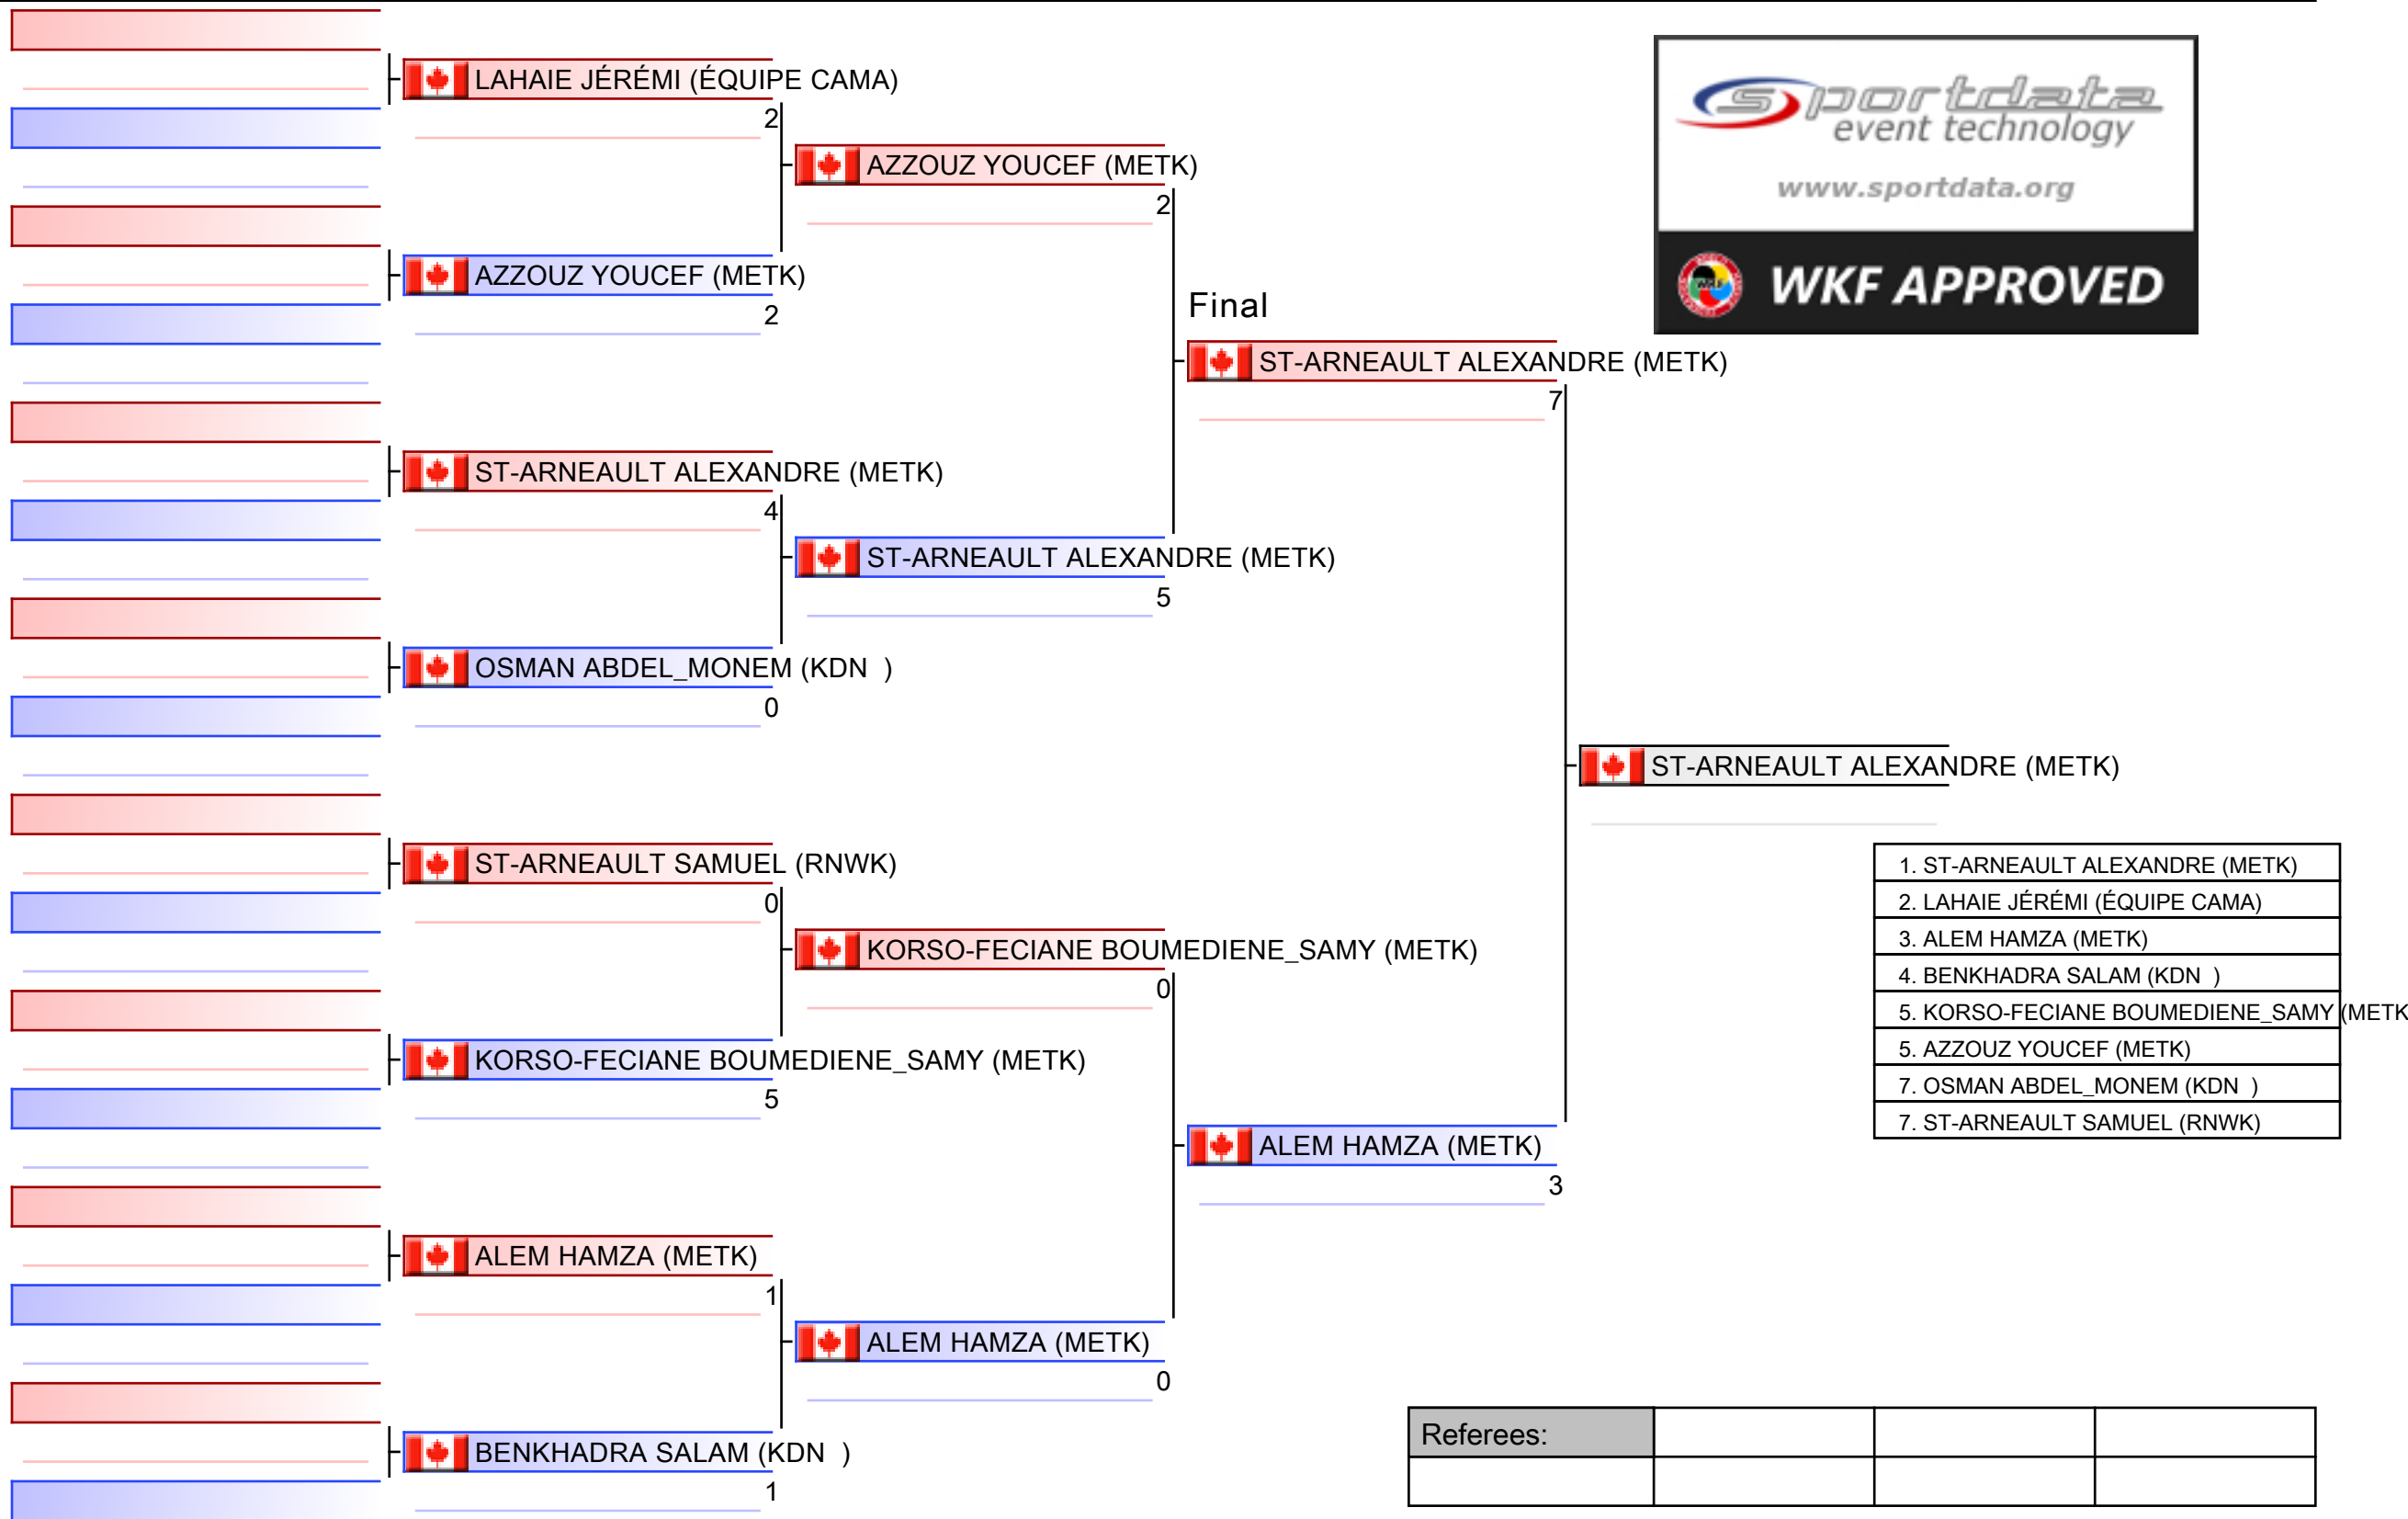 LAHAIE JÉRÉMI (ÉQUIPE CAMA)
2
AZZOUZ YOUCEF (METK)
2
ST-ARNEAULT ALEXANDRE (METK)
4
OSMAN ABDEL_MONEM (KDN  )
0
ST-ARNEAULT SAMUEL (RNWK)
0
KORSO-FECIANE BOUMEDIENE_SAMY (METK)
5
ALEM HAMZA (METK)
1
BENKHADRA SALAM (KDN  )
1
AZZOUZ YOUCEF (METK)
2
ST-ARNEAULT ALEXANDRE (METK)
5
KORSO-FECIANE BOUMEDIENE_SAMY (METK)
0
ALEM HAMZA (METK)
0
Final
ST-ARNEAULT ALEXANDRE (METK)
7
ALEM HAMZA (METK)
3
ST-ARNEAULT ALEXANDRE (METK)
sportdata
event technology
www.sportdata.org
WKF APPROVED
1. ST-ARNEAULT ALEXANDRE (METK)
2. LAHAIE JÉRÉMI (ÉQUIPE CAMA)
3. ALEM HAMZA (METK)
4. BENKHADRA SALAM (KDN  )
5. KORSO-FECIANE BOUMEDIENE_SAMY (METK
5. AZZOUZ YOUCEF (METK)
7. OSMAN ABDEL_MONEM (KDN  )
7. ST-ARNEAULT SAMUEL (RNWK)
Referees: